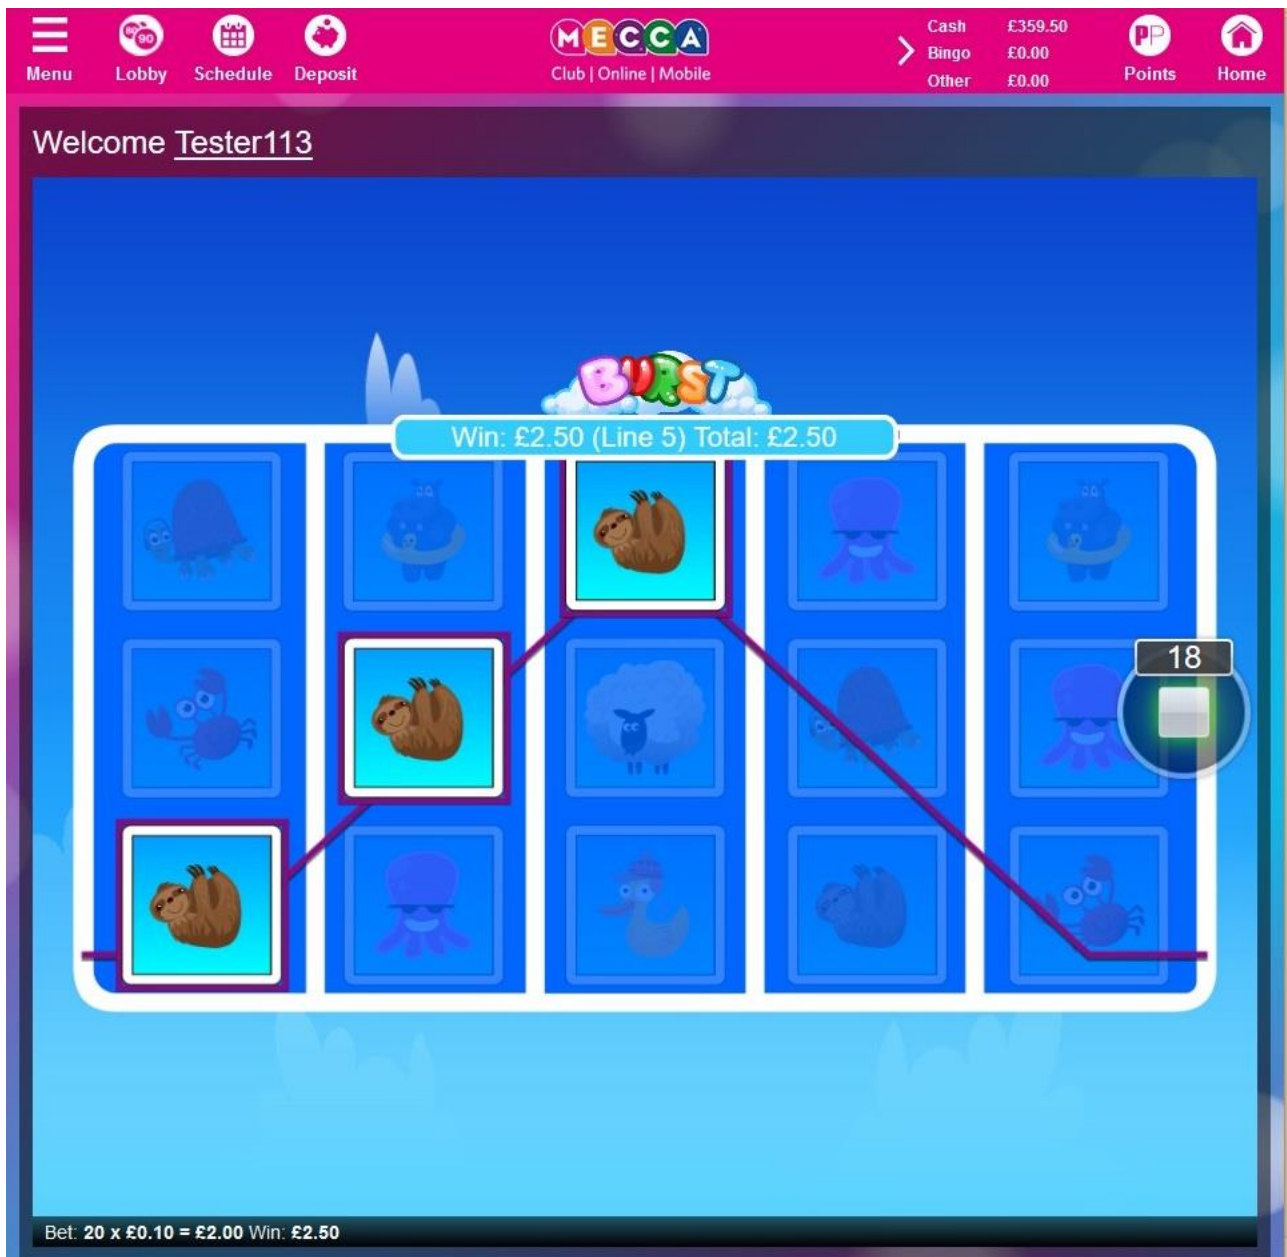 Menu
Lobby
Schedule
Deposit
MECCA
Club | Online | Mobile
Cash £359.50
Bingo £0.00
Other £0.00
PP
Points
Home
Welcome Tester113
BURST
Win: £2.50 (Line 5) Total: £2.50
18
Bet: 20 x £0.10 = £2.00 Win: £2.50